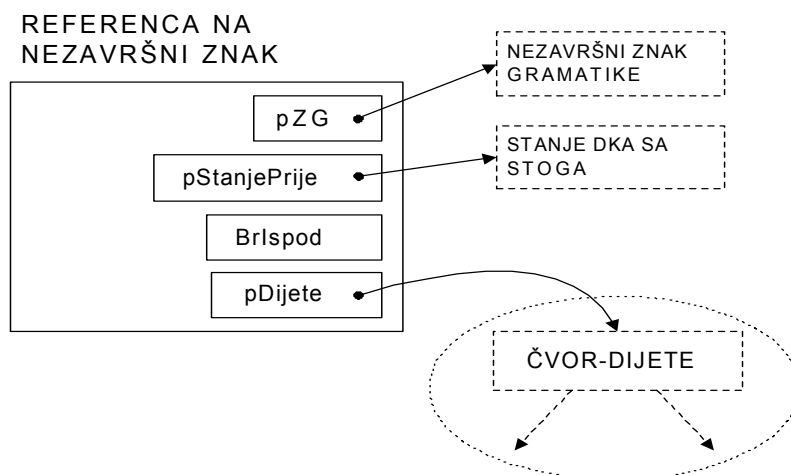 REFERENCA NA
NEZAVRŠNI ZNAK
NEZAVRŠNI ZNAK
GRAMATIKE
pZG
STANJE DKA SA
STOGA
pStanjePrije
BrIspod
pDijete
ČVOR-DIJETE